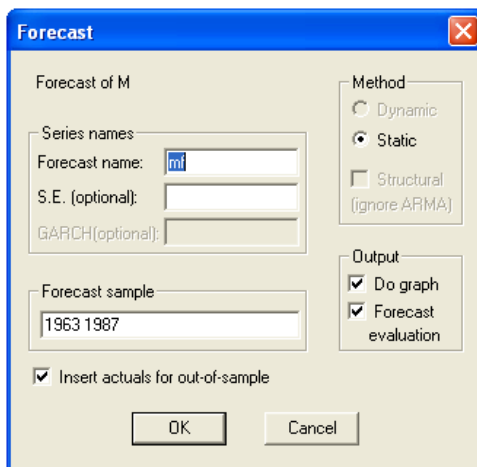 Forecast
Forecast of M
Series names
Forecast name: mf
S.E. (optional):
GARCH(optional):
Forecast sample
1963 1987
Insert actuals for out-of-sample
Method
Dynamic
Static
Structural
(ignore ARMA)
Output
Do graph
Forecast
evaluation
OK
Cancel